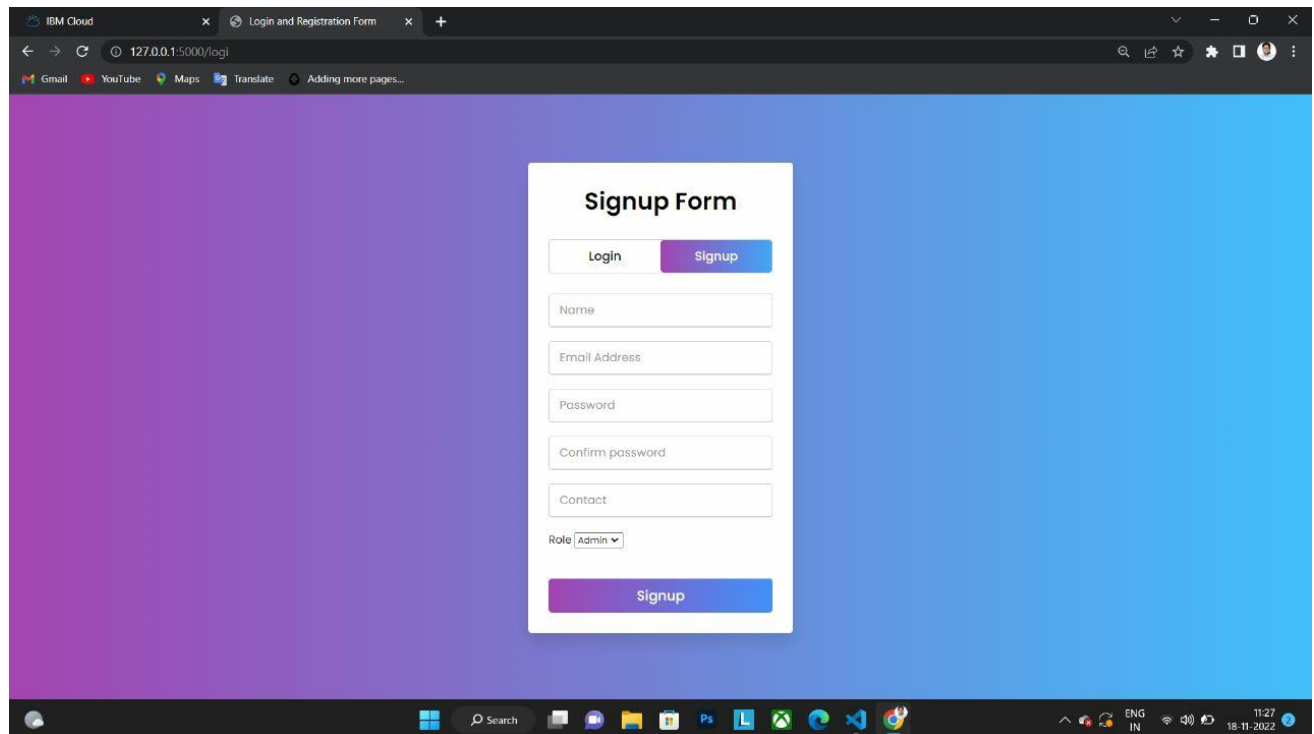 IBM Cloud
Login and Registration Form
127.0.0.1:5000/logi
Gmail YouTube Maps Translate Adding more pages...
Signup Form
Login Signup
Name
Email Address
Password
Confirm password
Contact
Role Admin
Signup
Search
Ps
L
ENG
IN
11:27
18-11-2022
2